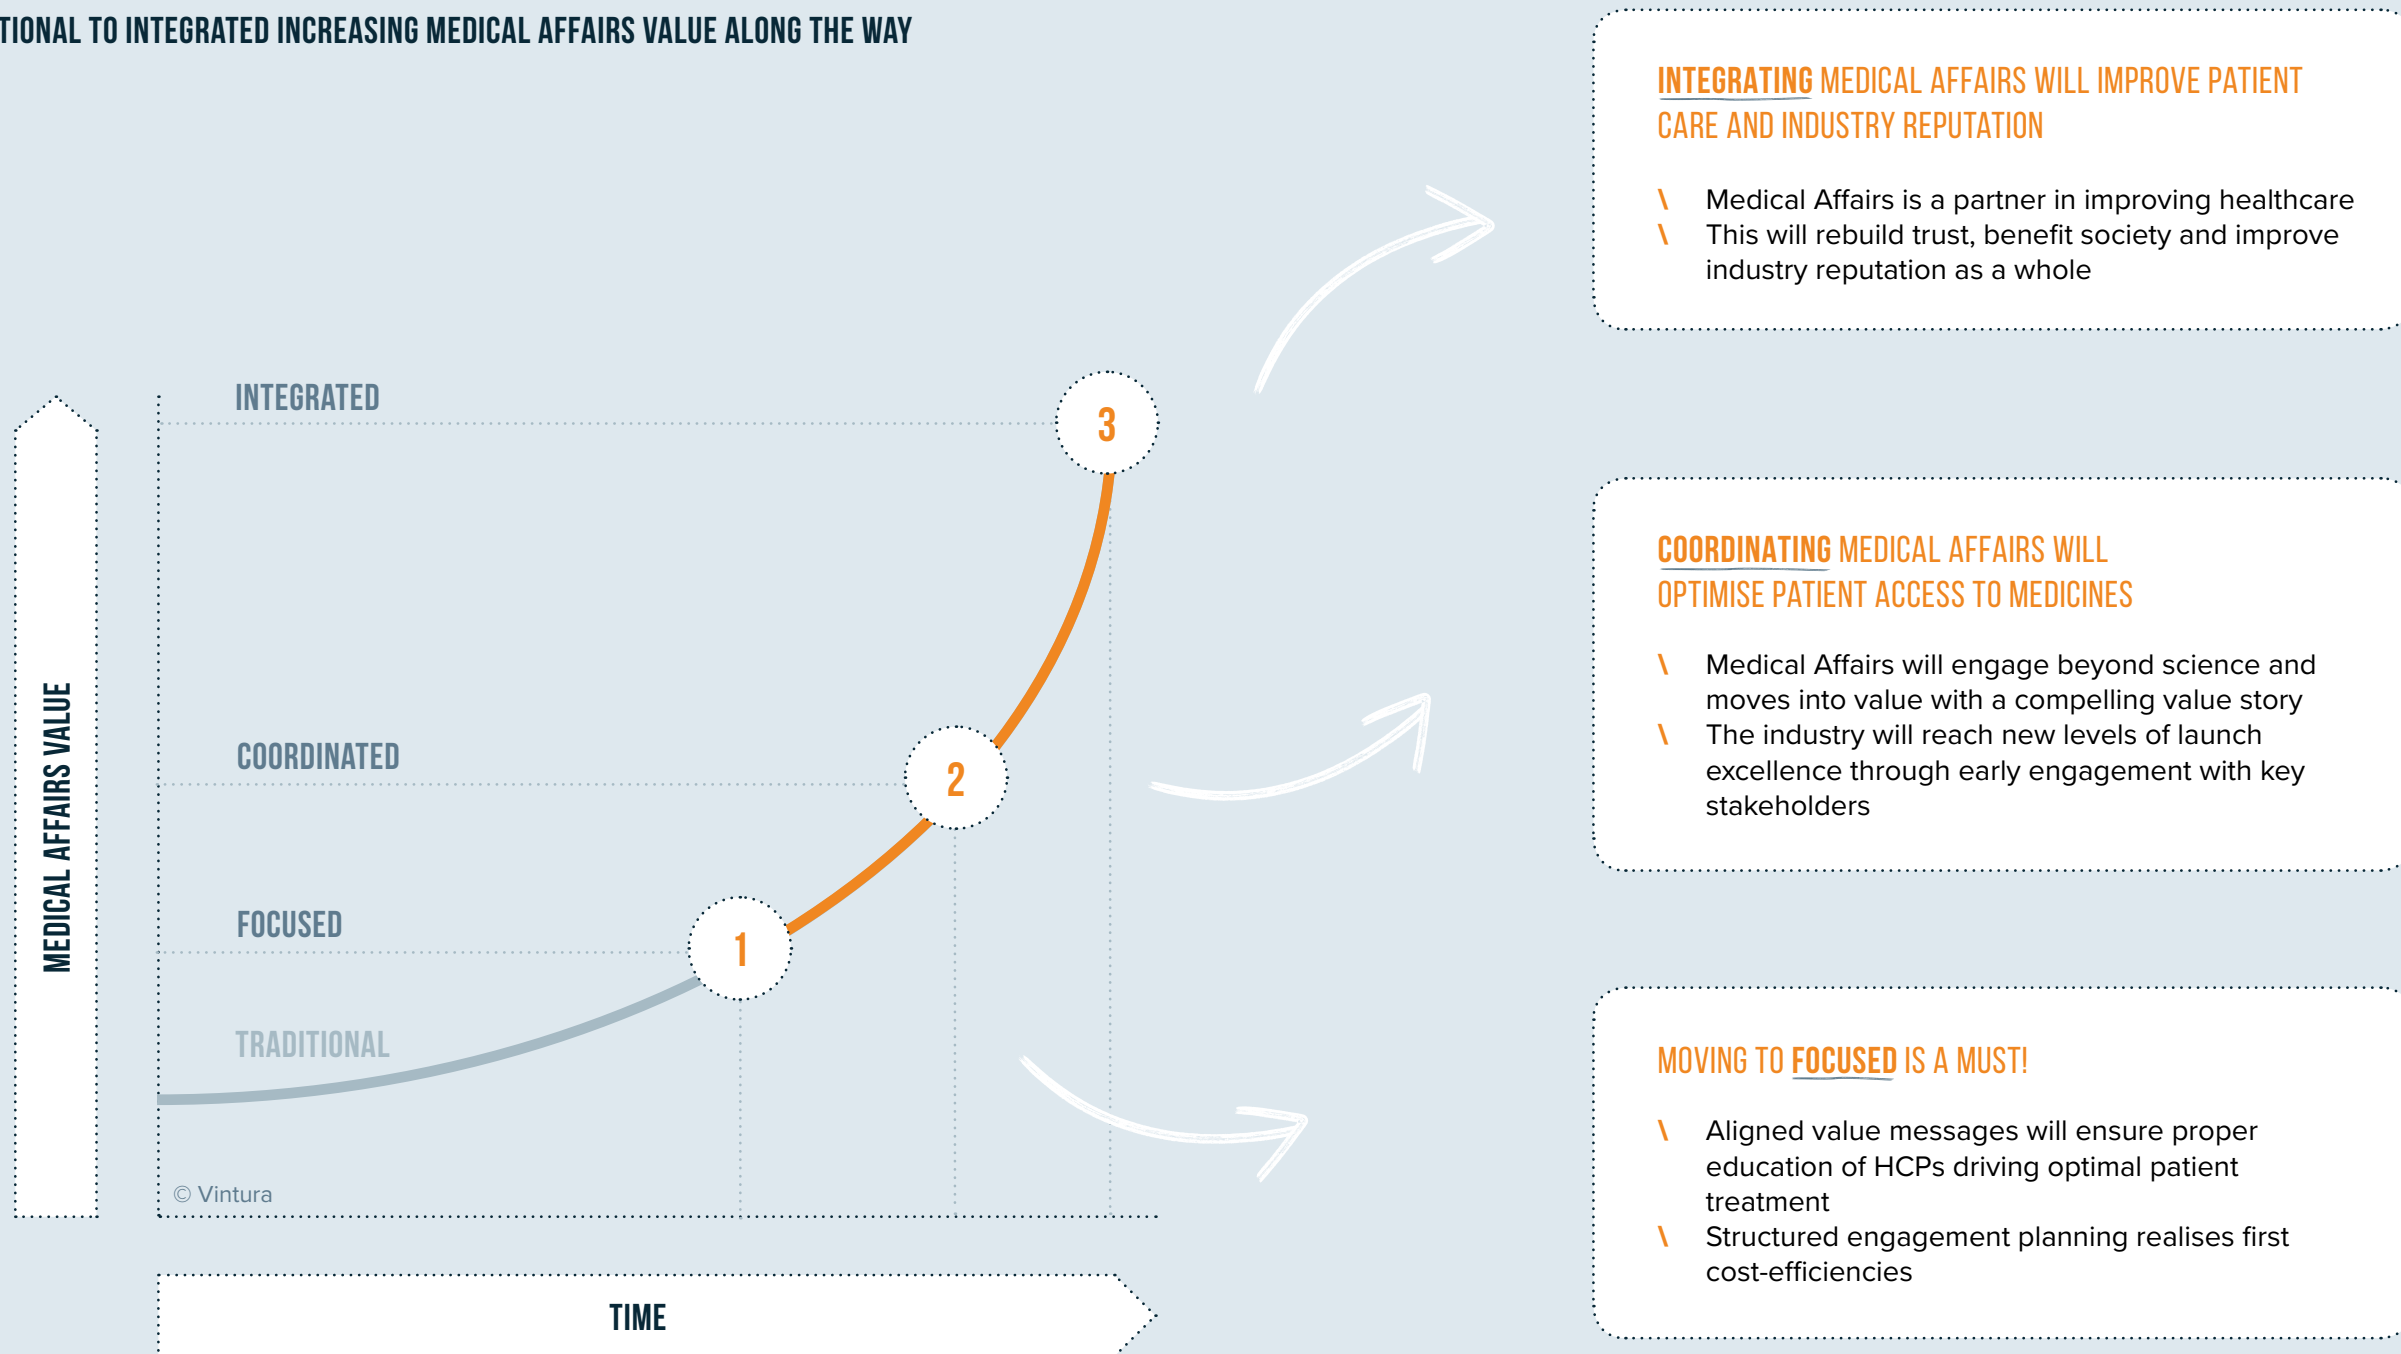 TIONAL TO INTEGRATED INCREASING MEDICAL AFFAIRS VALUE ALONG THE WAY
INTEGRATED
3
COORDINATED
2
FOCUSED
1
TRADITIONAL
MEDICAL AFFAIRS VALUE
© Vintura
TIME
INTEGRATING MEDICAL AFFAIRS WILL IMPROVE PATIENT
CARE AND INDUSTRY REPUTATION
\ Medical Affairs is a partner in improving healthcare
\ This will rebuild trust, benefit society and improve
industry reputation as a whole
COORDINATING MEDICAL AFFAIRS WILL
OPTIMISE PATIENT ACCESS TO MEDICINES
\ Medical Affairs will engage beyond science and
moves into value with a compelling value story
\ The industry will reach new levels of launch
excellence through early engagement with key
stakeholders
MOVING TO FOCUSED IS A MUST!
\ Aligned value messages will ensure proper
education of HCPs driving optimal patient
treatment
\ Structured engagement planning realises first
cost-efficiencies